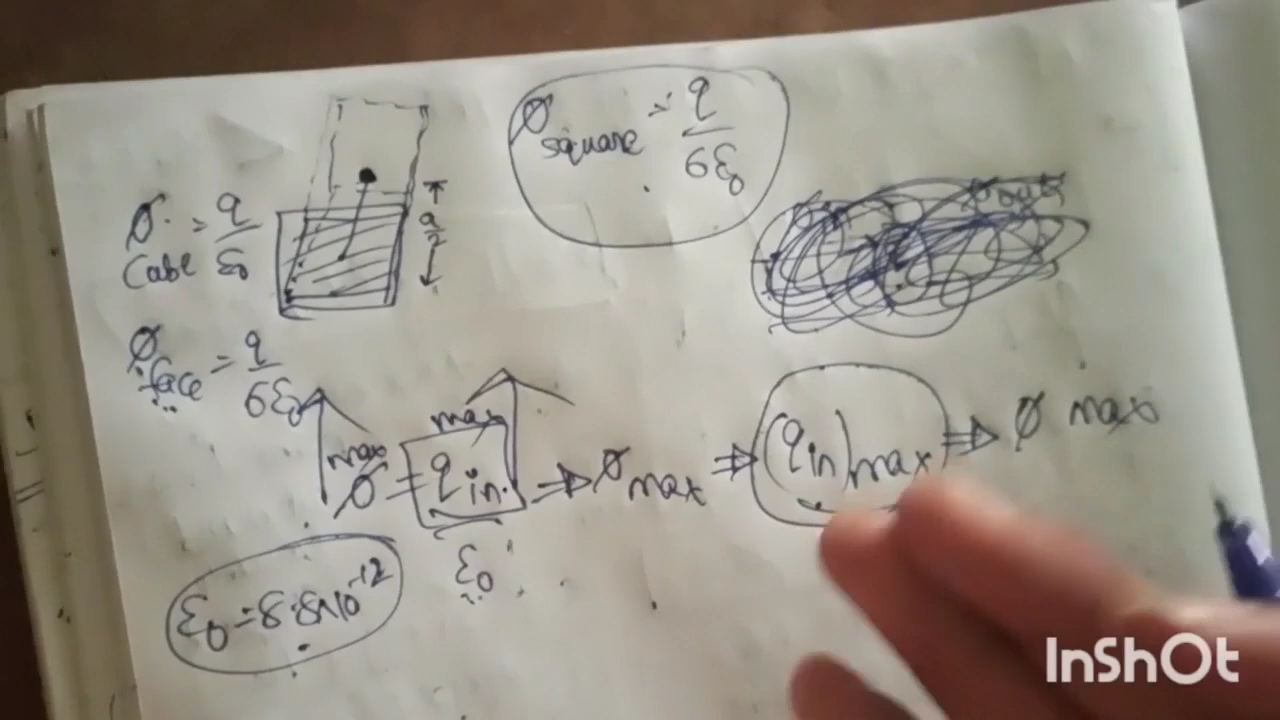 Ø square = q/6ε₀
Ø cube = q/ε₀
a/2
Ø face = q/6ε₀
max Ø = max q in / ε₀ ⇒ Ø max ⇒ (q in) max ⇒ Ø max
ε₀ = 8.8×10⁻¹²
InShOt